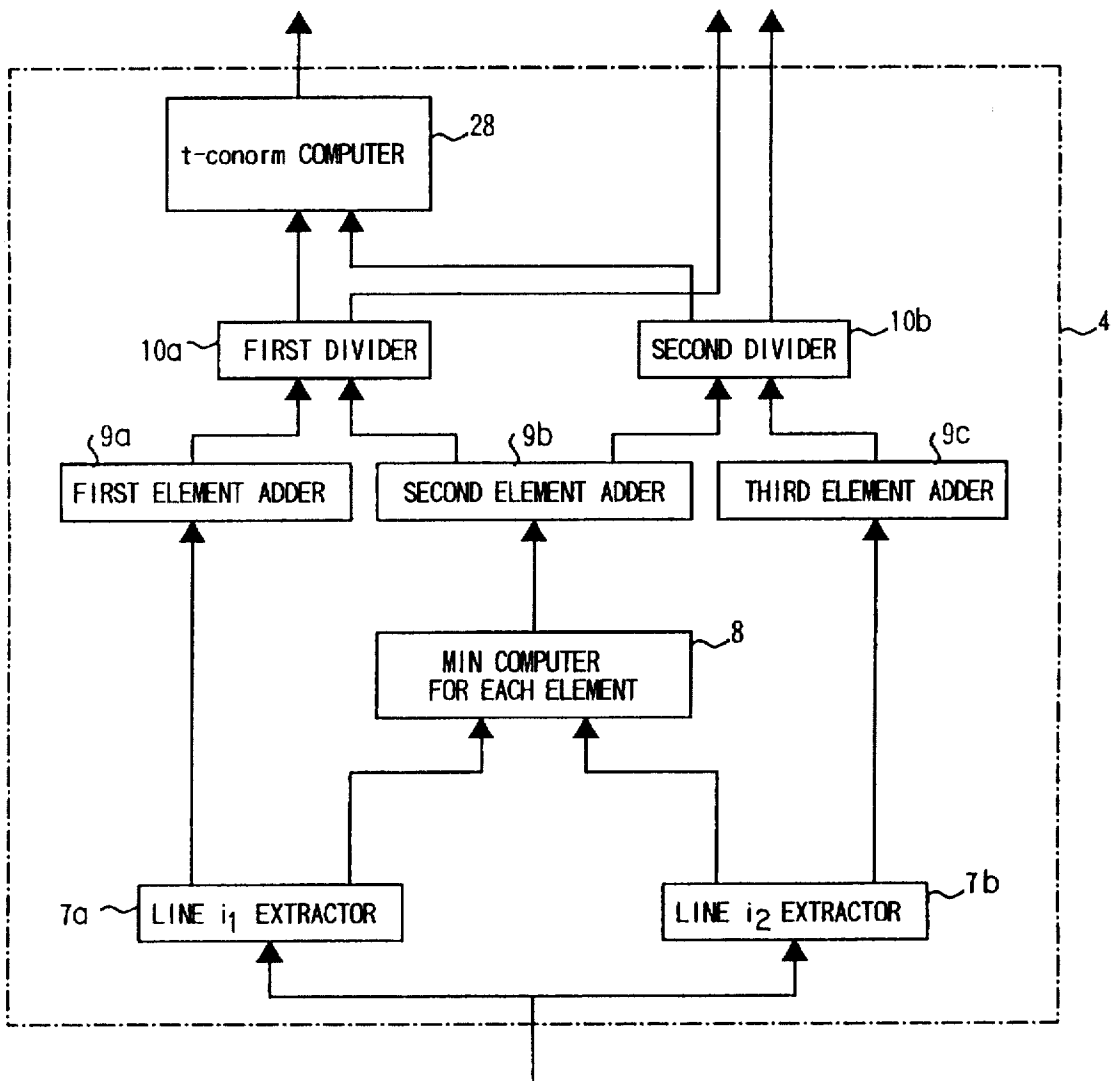 28
t-conorm COMPUTER
10a
FIRST DIVIDER
SECOND DIVIDER
10b
4
9a
9b
9c
FIRST ELEMENT ADDER
SECOND ELEMENT ADDER
THIRD ELEMENT ADDER
8
MIN COMPUTER
FOR EACH ELEMENT
7a
LINE i1 EXTRACTOR
LINE i2 EXTRACTOR
7b